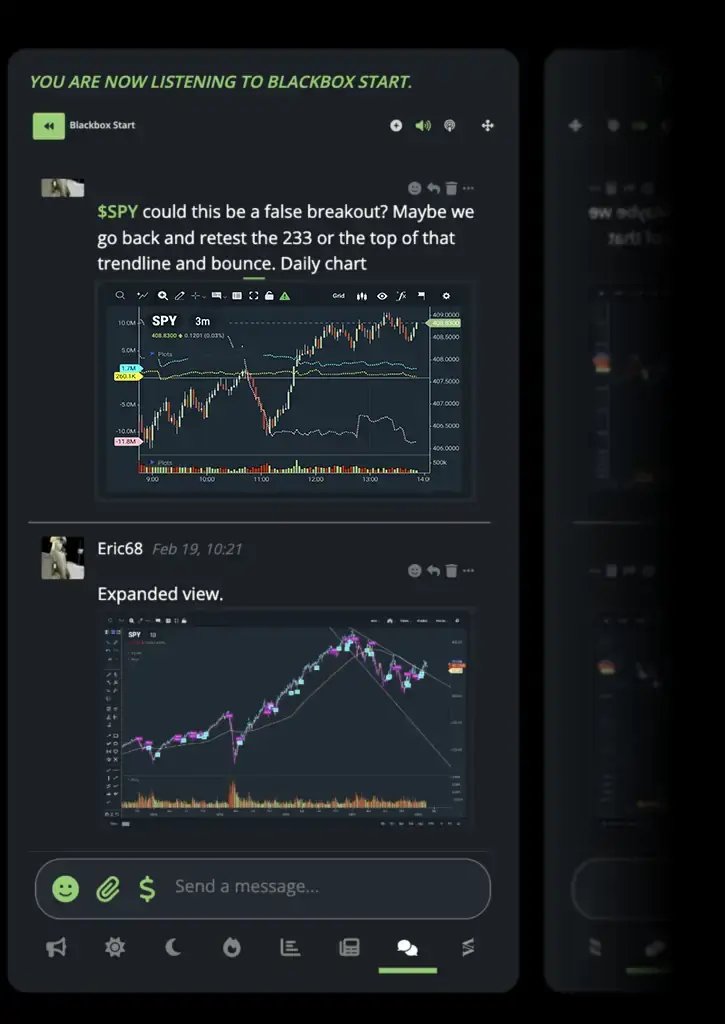 YOU ARE NOW LISTENING TO BLACKBOX START.
Blackbox Start
$SPY could this be a false breakout? Maybe we
go back and retest the 233 or the top of that
trendline and bounce. Daily chart
Grid
SPY 3m
408.8300 0.1201 (0.03%)
Plots
10.0M
5.0M
1.7M
260.1K
-5.0M
-10.0M
-11.8M
409.0000
408.8300
408.5000
408.0000
407.5000
407.0000
406.5000
406.0000
Plots
500k
9:00 10:00 11:00 12:00 13:00 14:0
Eric68 Feb 19, 10:21
Expanded view.
SPY
Send a message...